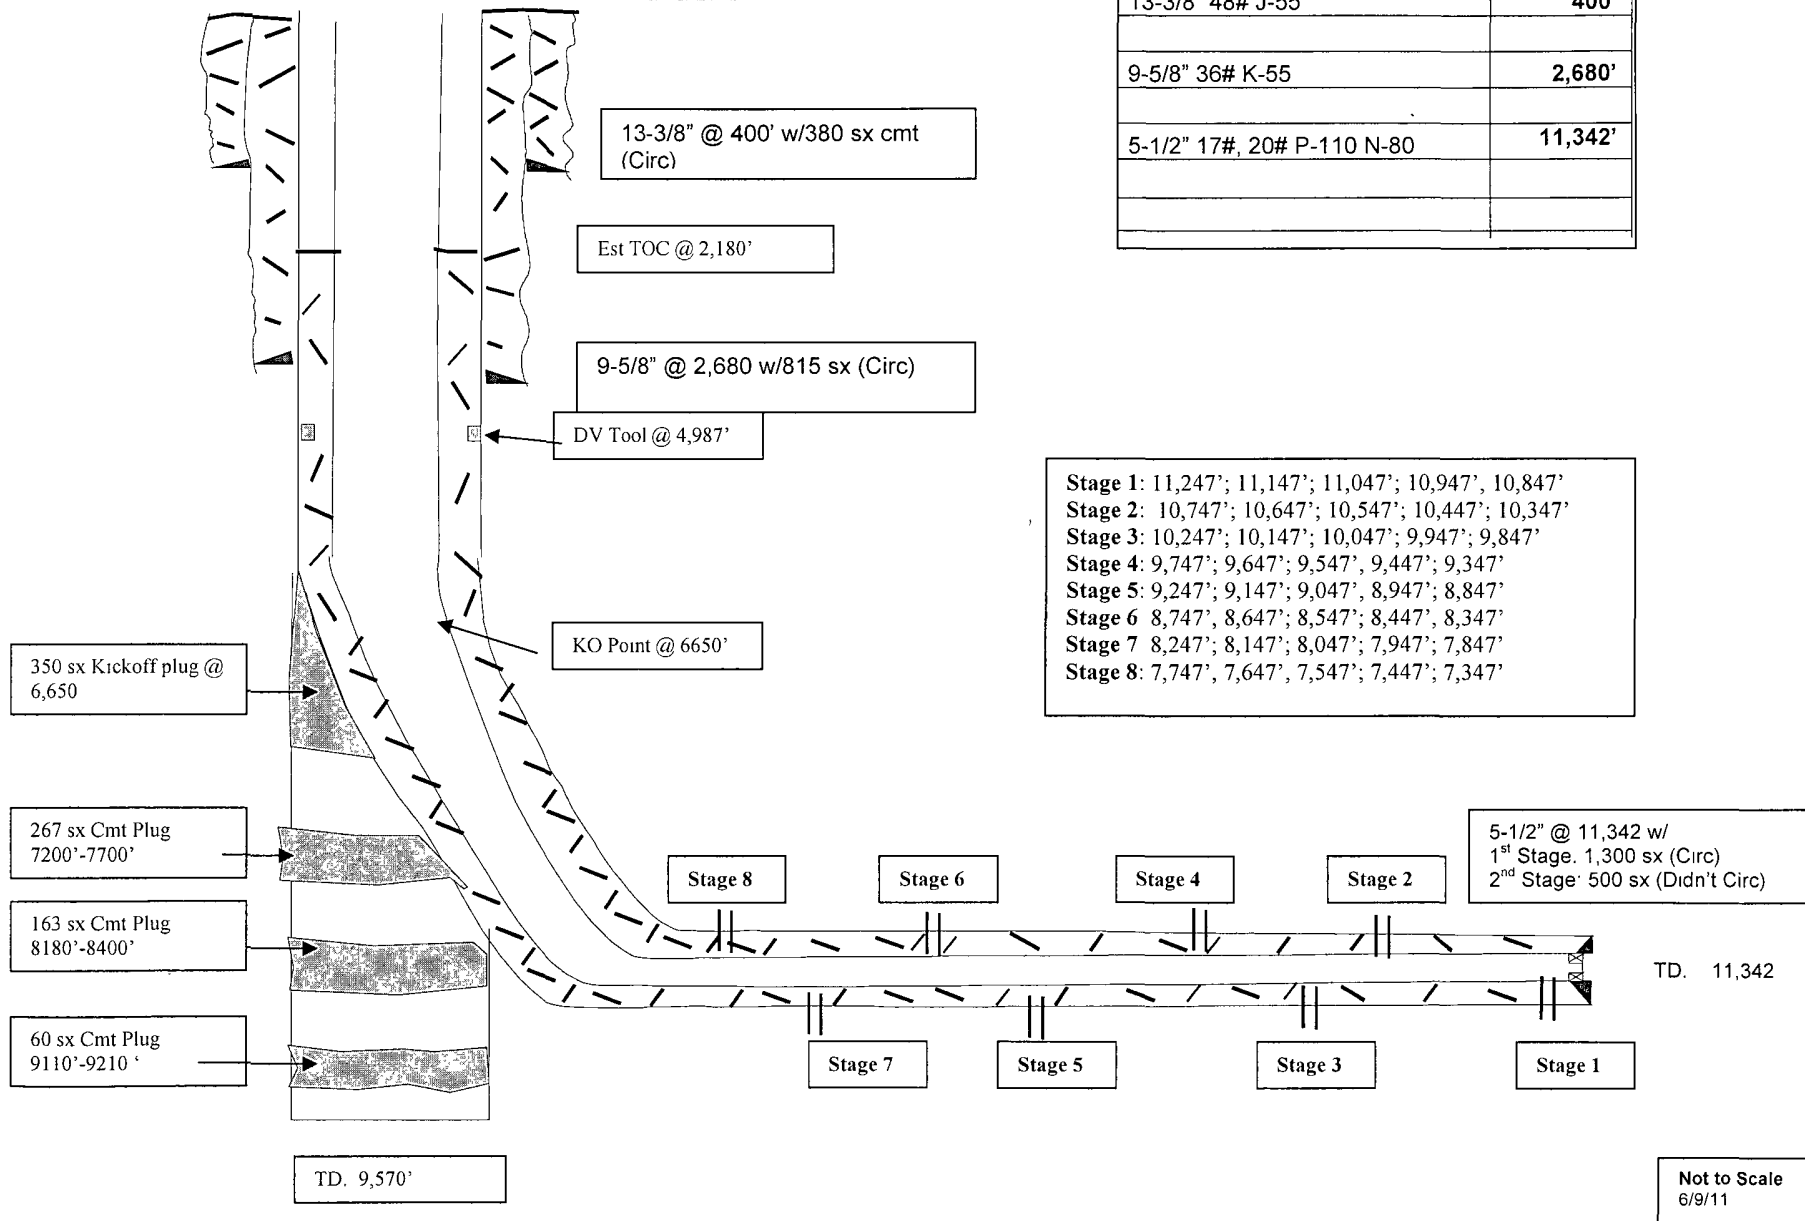 13-3/8" 48# J-55 400'
9-5/8" 36# K-55 2,680'
5-1/2" 17#, 20# P-110 N-80 11,342'
13-3/8" @ 400' w/380 sx cmt
(Circ)
Est TOC @ 2,180'
9-5/8" @ 2,680 w/815 sx (Circ)
DV Tool @ 4,987'
Stage 1: 11,247'; 11,147'; 11,047'; 10,947', 10,847'
Stage 2: 10,747'; 10,647'; 10,547'; 10,447'; 10,347'
Stage 3: 10,247'; 10,147'; 10,047'; 9,947'; 9,847'
Stage 4: 9,747'; 9,647'; 9,547', 9,447'; 9,347'
Stage 5: 9,247'; 9,147'; 9,047', 8,947'; 8,847'
Stage 6 8,747', 8,647'; 8,547'; 8,447', 8,347'
Stage 7 8,247'; 8,147'; 8,047'; 7,947'; 7,847'
Stage 8: 7,747', 7,647', 7,547'; 7,447'; 7,347'
KO Point @ 6650'
350 sx Kickoff plug @
6,650
267 sx Cmt Plug
7200'-7700'
163 sx Cmt Plug
8180'-8400'
60 sx Cmt Plug
9110'-9210 '
5-1/2" @ 11,342 w/
1st Stage. 1,300 sx (Circ)
2nd Stage· 500 sx (Didn't Circ)
Stage 8
Stage 6
Stage 4
Stage 2
TD. 11,342
Stage 7
Stage 5
Stage 3
Stage 1
TD. 9,570'
Not to Scale
6/9/11